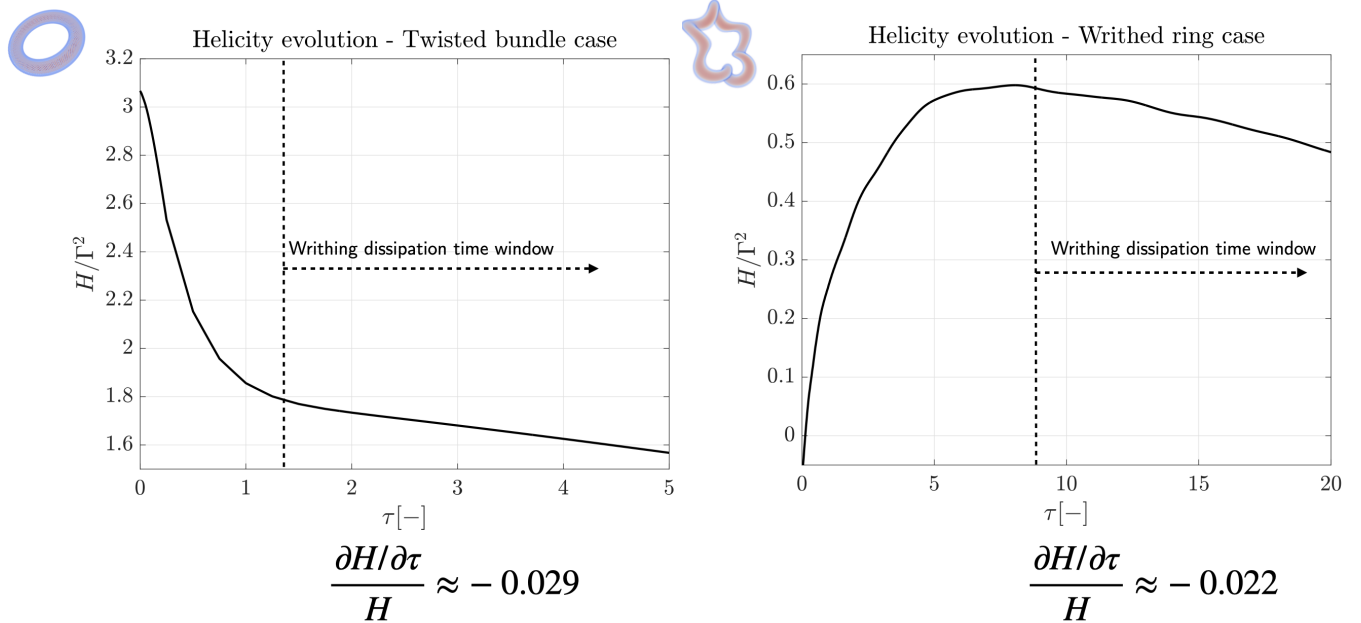 Helicity evolution - Twisted bundle case
3.2
3
2.8
2.6
2.4
2.2
2
1.8
1.6
H/Γ²
Writhing dissipation time window
0 1 2 3 4 5
τ[−]
∂H/∂τ
H
≈ − 0.029
Helicity evolution - Writhed ring case
0.6
0.5
0.4
0.3
0.2
0.1
0
H/Γ²
Writhing dissipation time window
0 5 10 15 20
τ[−]
∂H/∂τ
H
≈ − 0.022